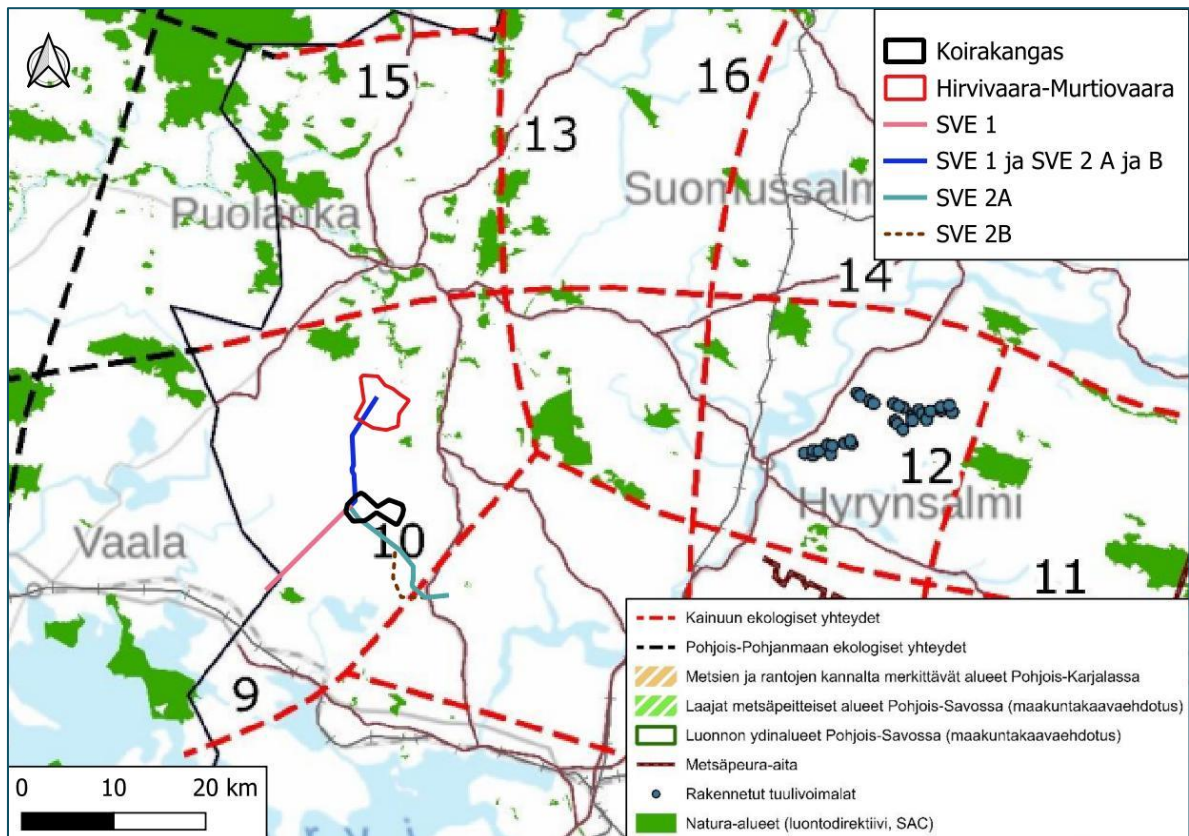 15
13
16
Puolanka
Suomussalm
14
12
Hyrynsalmi
Vaala
10
11
9
Koirakangas
Hirvivaara-Murtiovaara
SVE 1
SVE 1 ja SVE 2 A ja B
SVE 2A
SVE 2B
Kainuun ekologiset yhteydet
Pohjois-Pohjanmaan ekologiset yhteydet
Metsien ja rantojen kannalta merkittävät alueet Pohjois-Karjalassa
Laajat metsäpeitteiset alueet Pohjois-Savossa (maakuntakaavaehdotus)
Luonnon ydinalueet Pohjois-Savossa (maakuntakaavaehdotus)
Metsäpeura-aita
Rakennetut tuulivoimalat
Natura-alueet (luontodirektiivi, SAC)
0 10 20 km